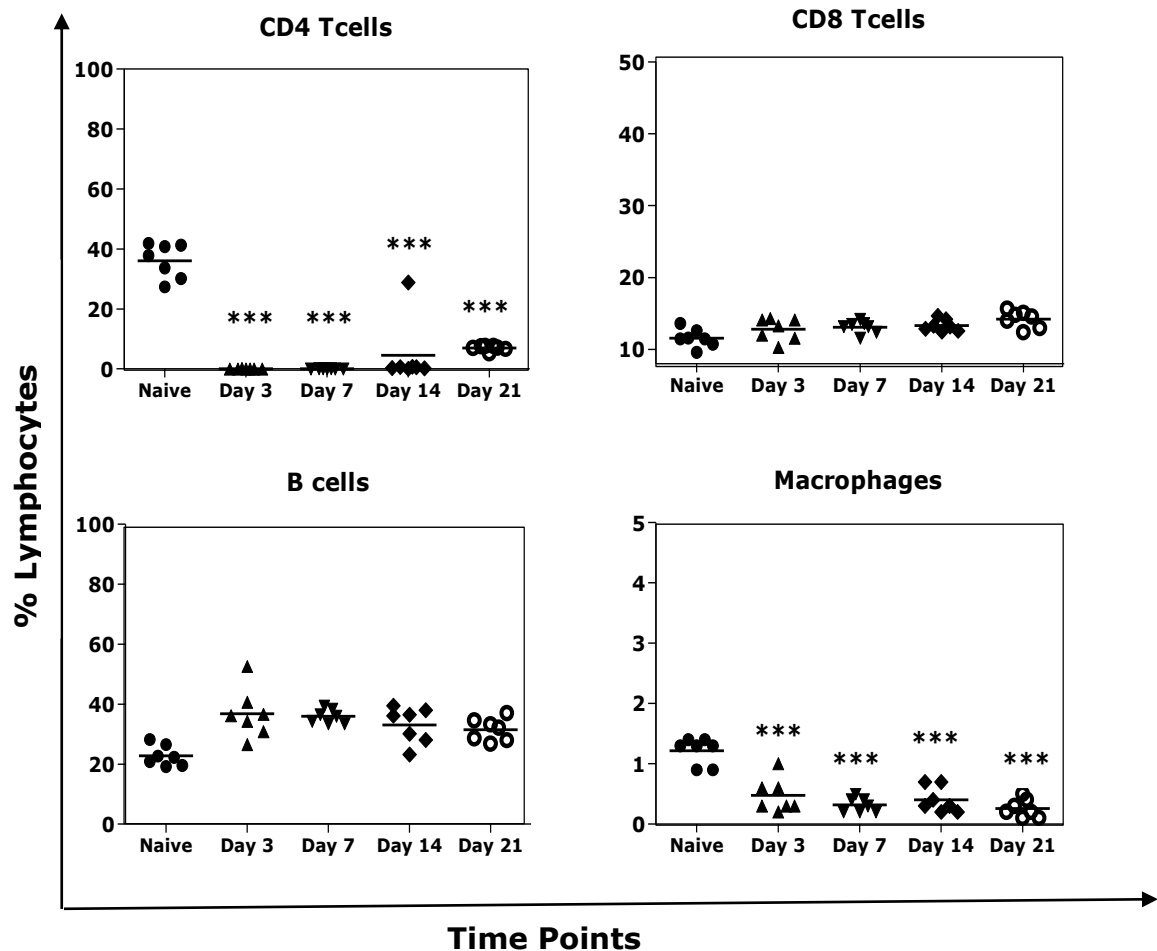 CD4 Tcells
100
80
60
40
20
0
*** *** *** ***
Naive Day 3 Day 7 Day 14 Day 21
CD8 Tcells
50
40
30
20
10
Naive Day 3 Day 7 Day 14 Day 21
B cells
100
80
60
40
20
0
Naive Day 3 Day 7 Day 14 Day 21
Macrophages
5
4
3
2
1
0
*** *** *** ***
Naive Day 3 Day 7 Day 14 Day 21
% Lymphocytes
Time Points